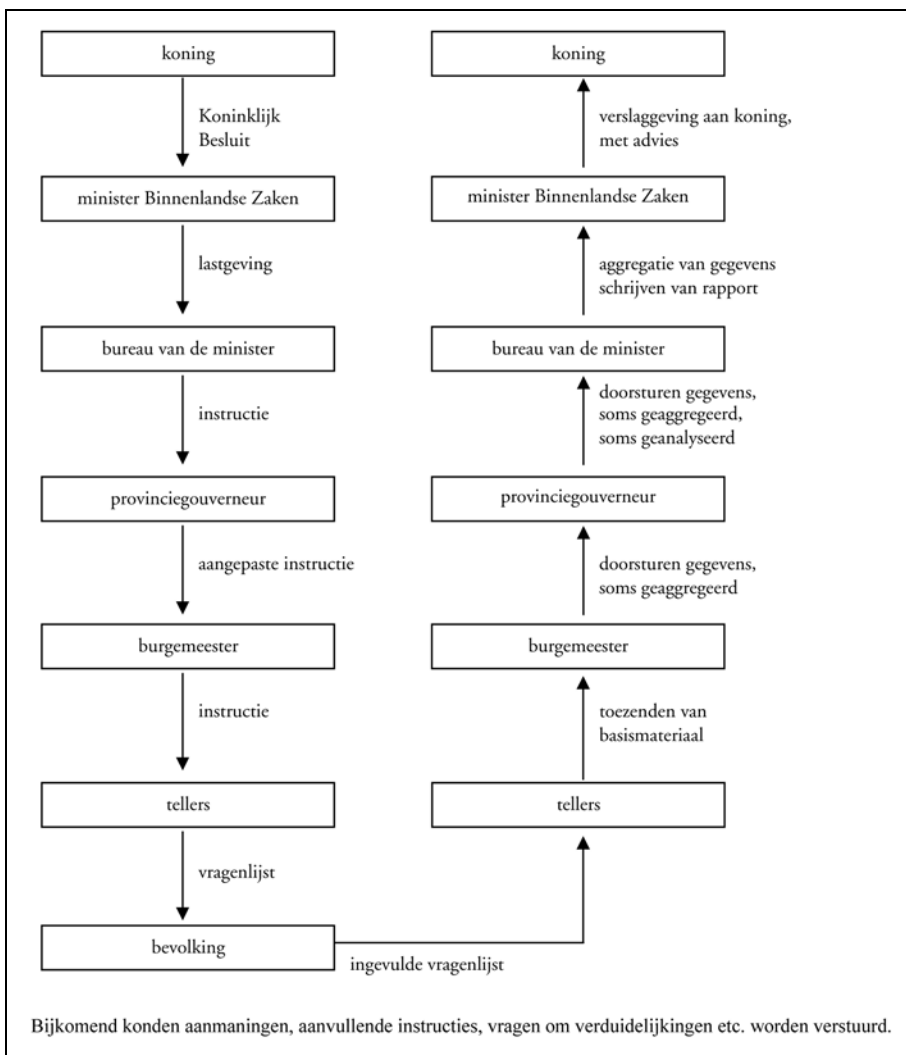 koning
Koninklijk
Besluit
minister Binnenlandse Zaken
lastgeving
bureau van de minister
instructie
provinciegouverneur
aangepaste instructie
burgemeester
instructie
tellers
vragenlijst
bevolking
ingevulde vragenlijst
tellers
toezenden van
basismateriaal
burgemeester
doorsturen gegevens,
soms geaggregeerd
provinciegouverneur
doorsturen gegevens,
soms geaggregeerd,
soms geanalyseerd
bureau van de minister
aggregatie van gegevens
schrijven van rapport
minister Binnenlandse Zaken
verslaggeving aan koning,
met advies
koning
Bijkomend konden aanmaningen, aanvullende instructies, vragen om verduidelijkingen etc. worden verstuurd.